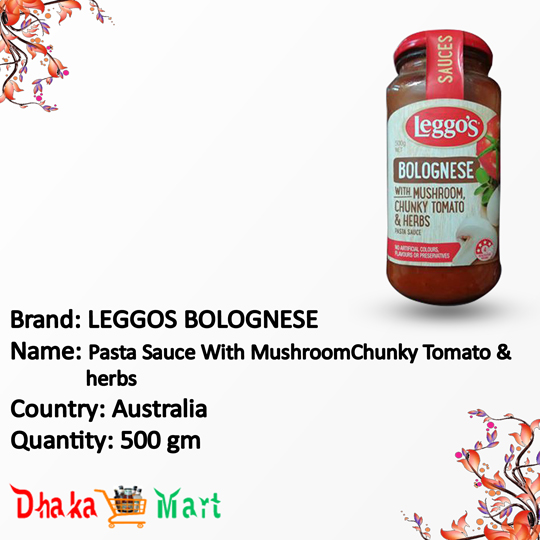 SAUCES
Leggo's
500g
NET
BOLOGNESE
WITH MUSHROOM,
CHUNKY TOMATO
& HERBS
PASTA SAUCE
NO ARTIFICIAL COLOURS,
FLAVOURS OR PRESERVATIVES
Brand: LEGGOS BOLOGNESE
Name: Pasta Sauce With MushroomChunky Tomato &
herbs
Country: Australia
Quantity: 500 gm
Dhaka Mart